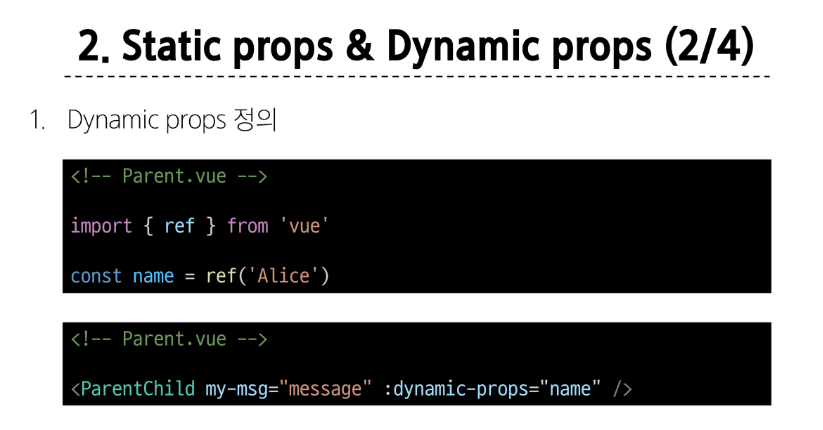 2. Static props & Dynamic props (2/4)
1. Dynamic props 정의
<!-- Parent.vue -->
import { ref } from 'vue'
const name = ref('Alice')
<!-- Parent.vue -->
<ParentChild my-msg="message" :dynamic-props="name" />